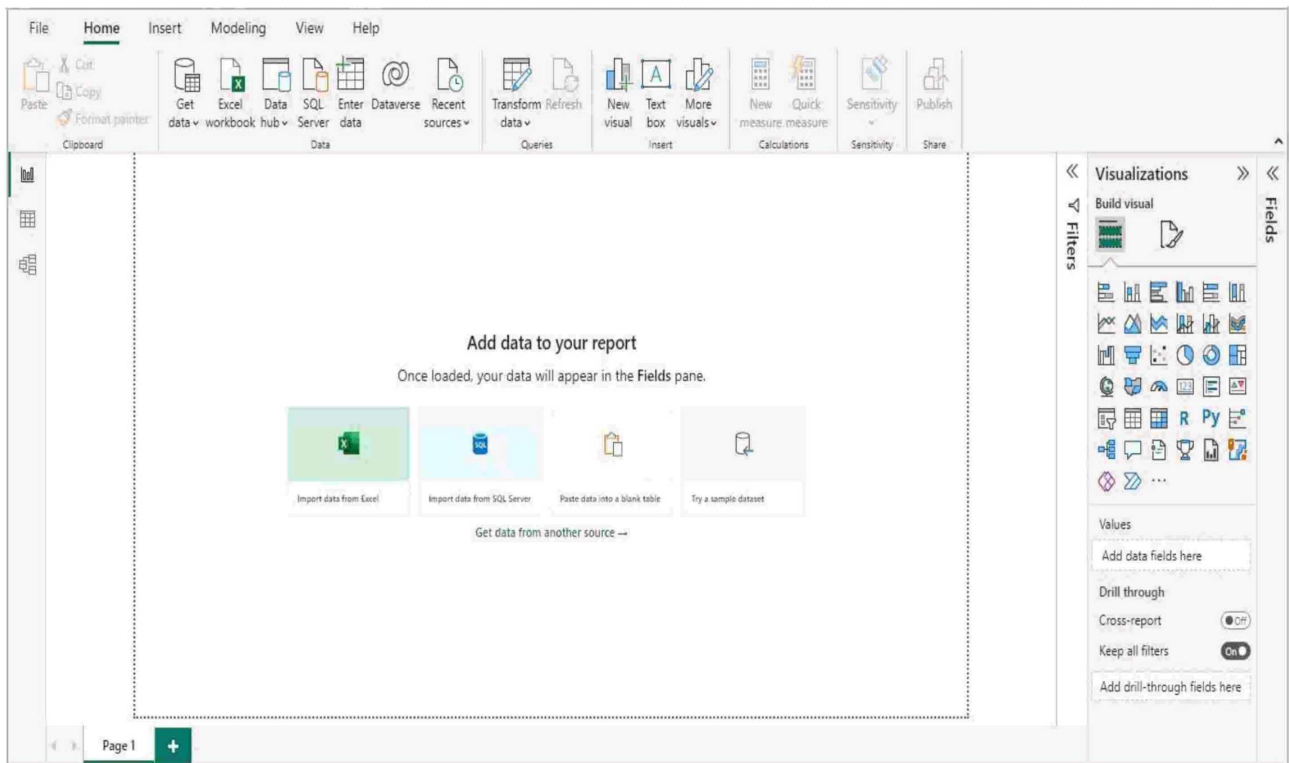 File Home Insert Modeling View Help
Paste
Cut
Copy
Format painter
Clipboard
Get data
Excel workbook
Data hub
SQL Server
Enter data
Dataverse
Recent sources
Data
Transform data
Refresh
Queries
New visual
Text box
More visuals
Insert
New measure
Quick measure
Calculations
Sensitivity
Sensitivity
Publish
Share
Filters
Visualizations
Build visual
Fields
123
R Py
Values
Add data fields here
Drill through
Cross-report Off
Keep all filters On
Add drill-through fields here
Add data to your report
Once loaded, your data will appear in the Fields pane.
SQL
Import data from Excel
Import data from SQL Server
Paste data into a blank table
Try a sample dataset
Get data from another source →
Page 1 +